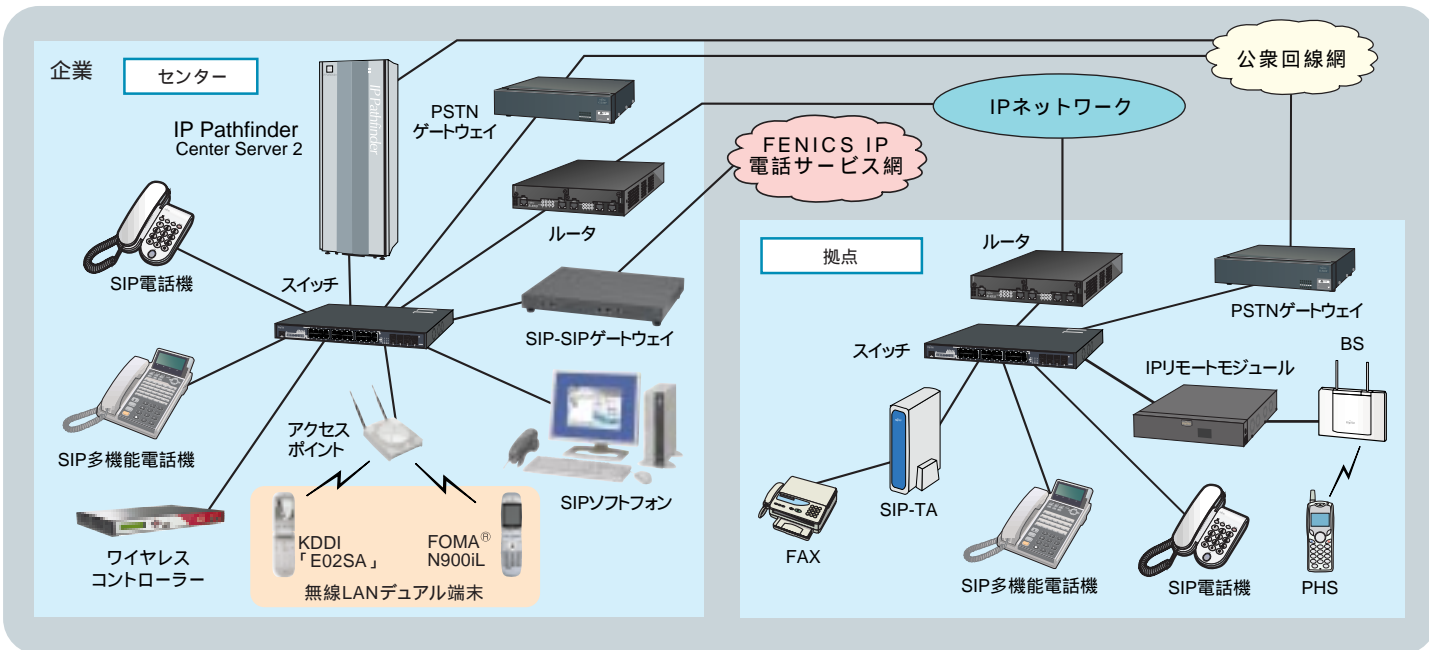 企業
センター
IP Pathfinder
Center Server 2
IP Pathfinder
PSTN
ゲートウェイ
ルータ
SIP電話機
スイッチ
SIP-SIPゲートウェイ
SIP多機能電話機
アクセス
ポイント
SIPソフトフォン
ワイヤレス
コントローラー
KDDI
「E02SA」
FOMA®
N900iL
無線LANデュアル端末
公衆回線網
IPネットワーク
FENICS IP
電話サービス網
拠点
ルータ
PSTNゲートウェイ
スイッチ
IPリモートモジュール
BS
FAX
SIP-TA
SIP多機能電話機
SIP電話機
PHS